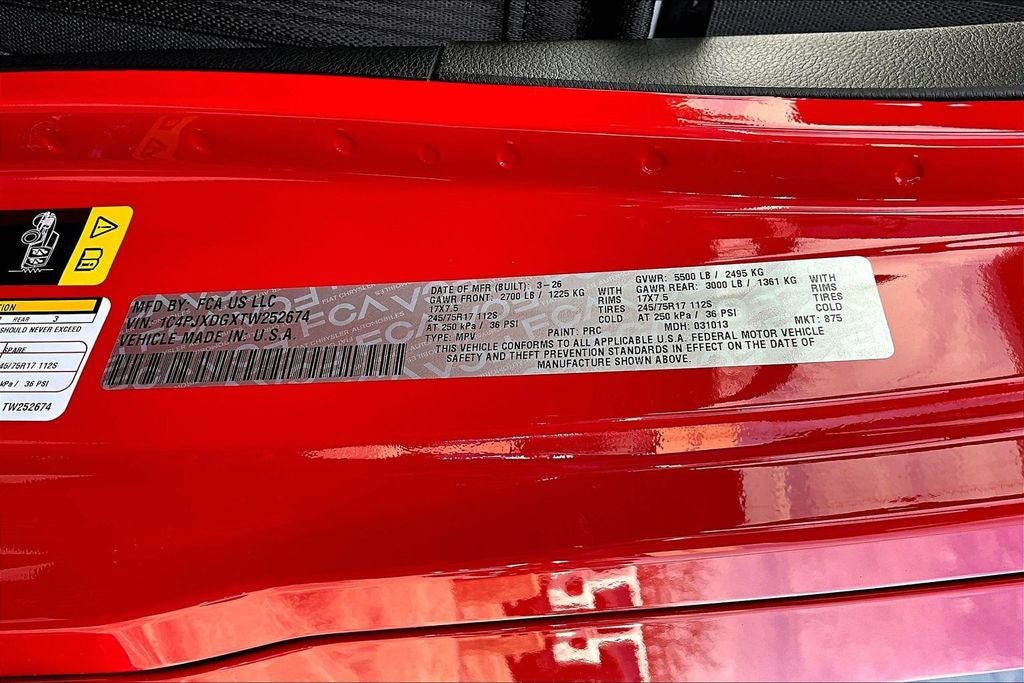 MFD BY: FCA US LLC
VIN: 1C4PJXDGXTW252674
VEHICLE MADE IN: U.S.A.
DATE OF MFR (BUILT): 3-26
GAWR FRONT: 2700 LB / 1225 KG WITH
17X7.5 RIMS
245/75R17 112S TIRES
AT 250 kPa / 36 PSI COLD
TYPE: MPV PAINT: PRC
GVWR: 5500 LB / 2495 KG
GAWR REAR: 3000 LB / 1361 KG WITH
17X7.5 RIMS
245/75R17 112S TIRES
AT 250 kPa / 36 PSI COLD
MDH: 031013 MKT: 875
THIS VEHICLE CONFORMS TO ALL APPLICABLE U.S.A. FEDERAL MOTOR VEHICLE
SAFETY AND THEFT PREVENTION STANDARDS IN EFFECT ON THE DATE OF
MANUFACTURE SHOWN ABOVE.
REAR 3
SHOULD NEVER EXCEED
SPARE
45/75R17 112S
kPa / 36 PSI
TW252674